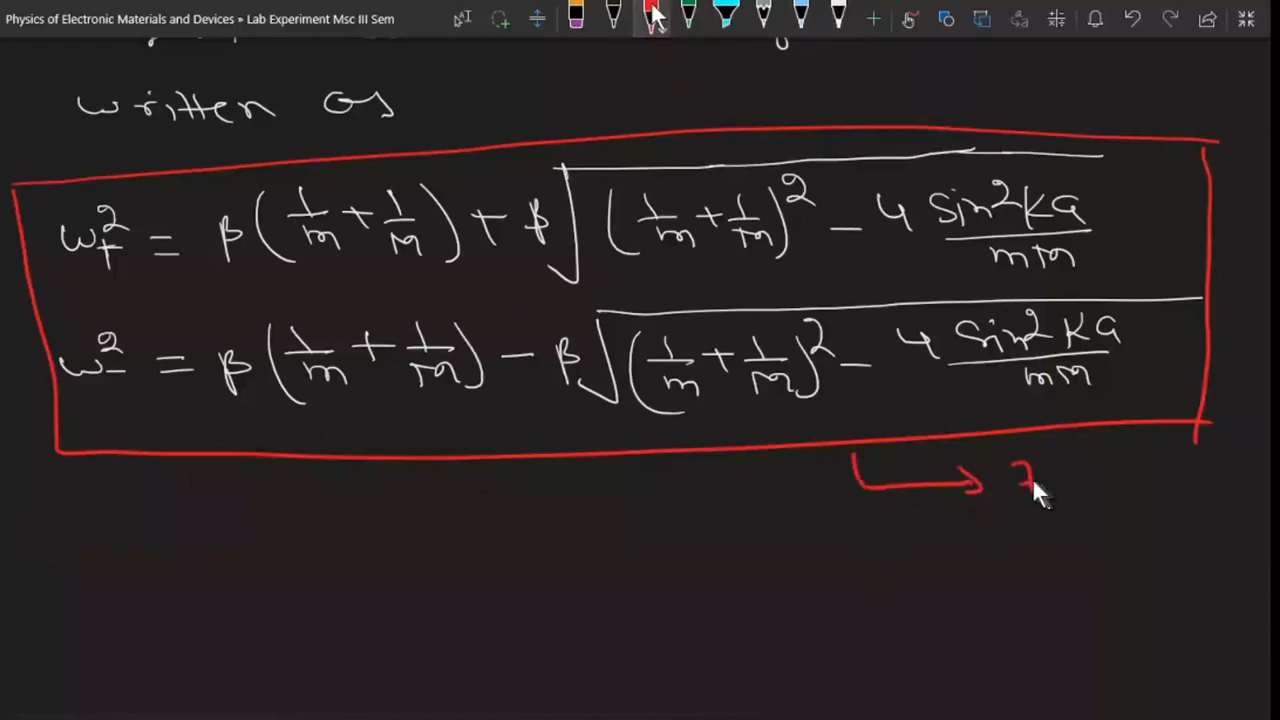 Physics of Electronic Materials and Devices » Lab Experiment Msc III Sem
written as
ω₊² = β(1/m + 1/M) + β√((1/m + 1/M)² − 4 Sin²Ka/mM)
ω₋² = β(1/m + 1/M) − β√((1/m + 1/M)² − 4 Sin²Ka/mM)